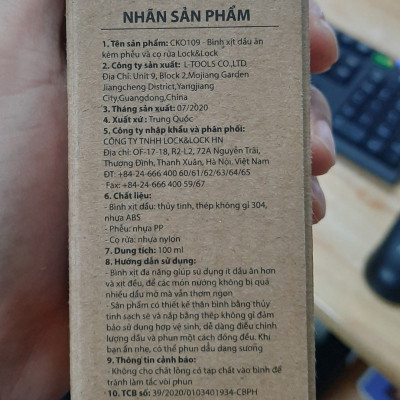 NHÃN SẢN PHẨM
1. Tên sản phẩm: CKO109 - Bình xịt dầu ăn
kèm phễu và cọ rửa Lock&Lock
2. Công ty sản xuất: L-TOOLS CO.,LTD
Địa Chỉ: Unit 9, Block 2,Mojiang Garden
Jiangcheng District,Yangjiang
City,Guangdong,China
3. Tháng sản xuất: 07/2020
4. Xuất xứ: Trung Quốc
5. Công ty nhập khẩu và phân phối:
CÔNG TY TNHH LOCK&LOCK HN
Địa chỉ: OF-17-18, R2-L2, 72A Nguyễn Trãi,
Thượng Đình, Thanh Xuân, Hà Nội, Việt Nam
ĐT: +84-24-666 400 60/61/62/63/64/65
Fax: +84-24-666 400 59/67
6. Chất liệu:
- Bình xịt dầu: thủy tinh, thép không gỉ 304,
nhựa ABS
- Phễu: nhựa PP
- Cọ rửa: nhựa nylon
7. Dung tích: 100 ml
8. Hướng dẫn sử dụng:
- Bình xịt đa năng giúp sử dụng ít dầu ăn hơn
và xịt đều, để các món nướng không bị quá
nhiều dầu mỡ mà vẫn thơm ngon
- Sản phẩm có thiết kế thân bình bằng thủy
tinh sạch sẽ và nắp bằng thép không gỉ đảm
bảo sử dụng hợp vệ sinh, dễ dàng điều chỉnh
lượng dầu và phun một cách đồng đều. Khi
bạn ấn nhẹ, có thể phun dầu dạng sương
9. Thông tin cảnh báo:
- Không cho chất lỏng có tạp chất vào bình để
tránh làm tắc vòi phun
10. TCB số: 39/2020/0103401934-CBPH